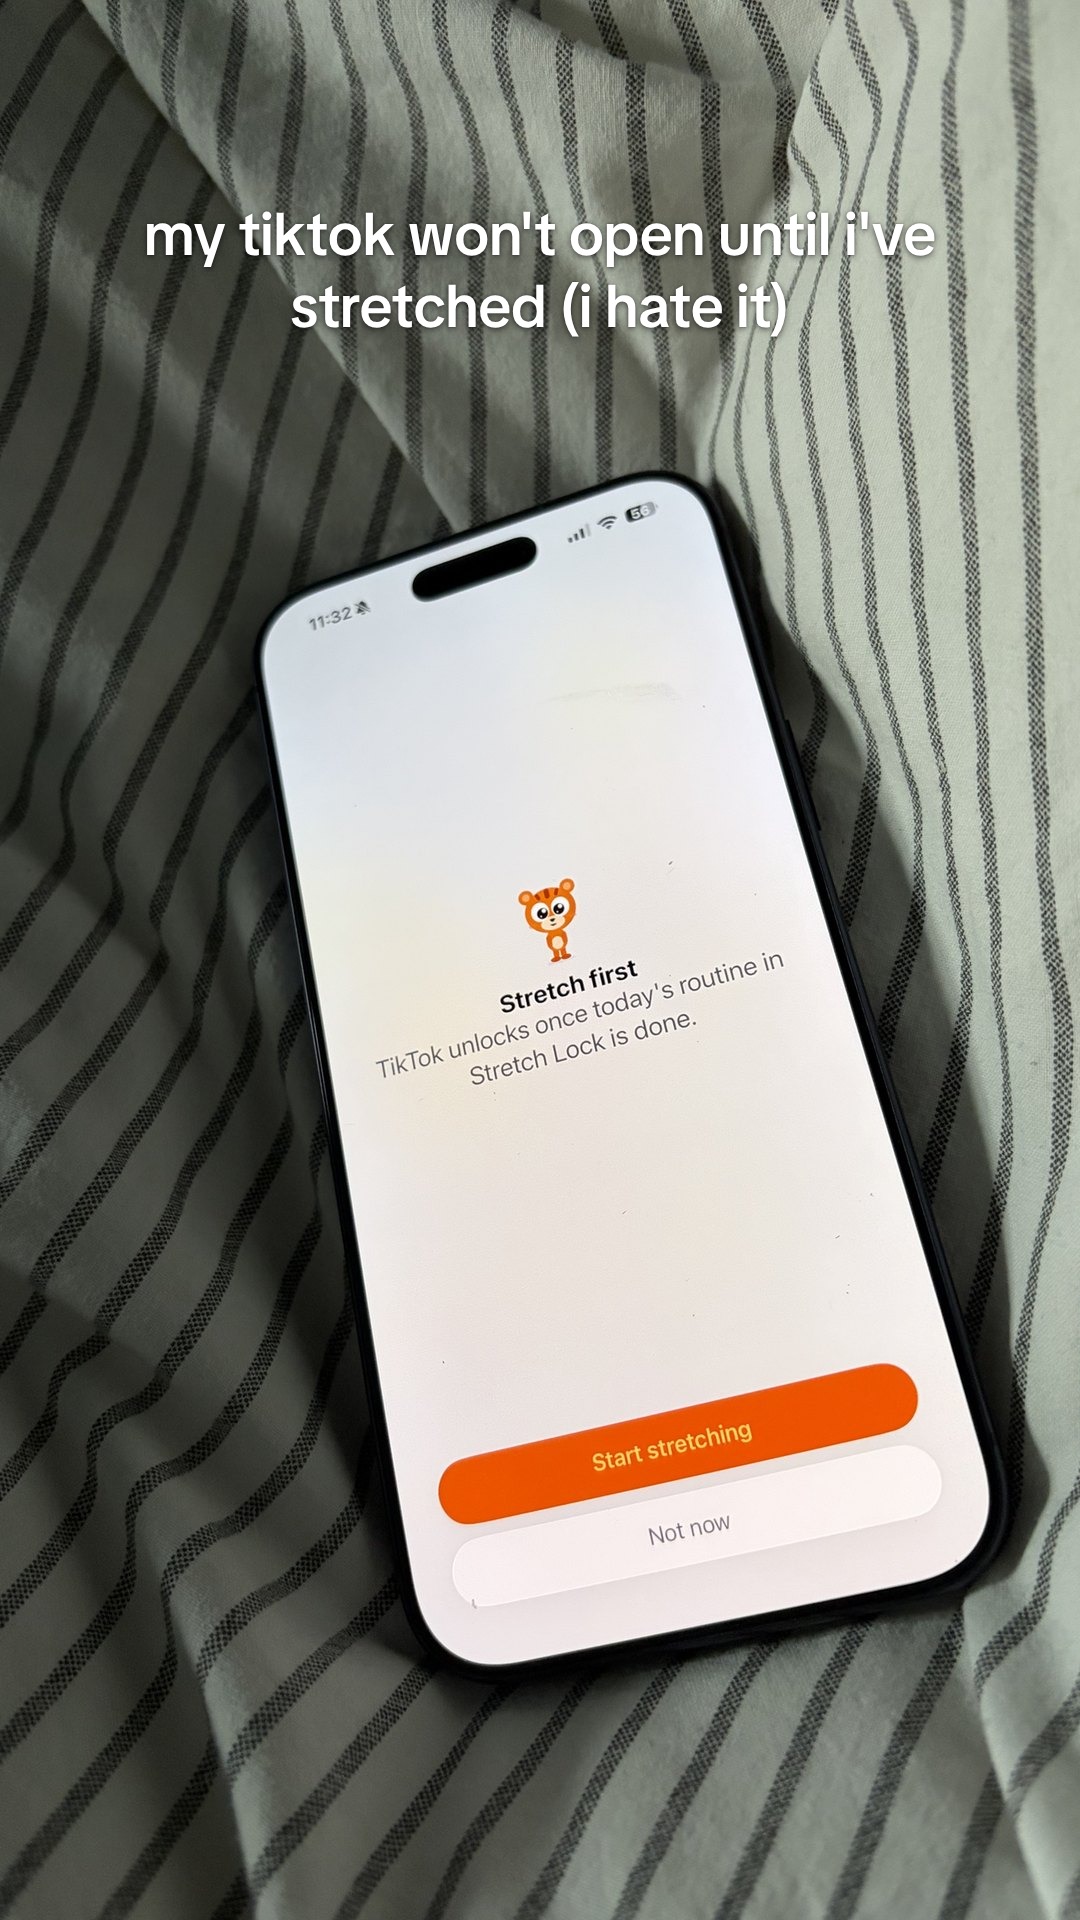 my tiktok won't open until i've
stretched (i hate it)
11:32
56
Stretch first
TikTok unlocks once today's routine in
Stretch Lock is done.
Start stretching
Not now